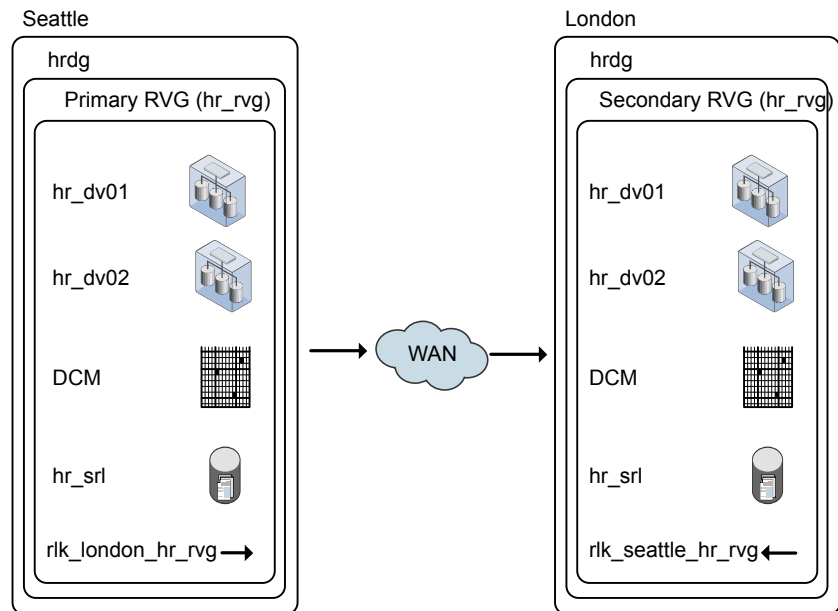 Seattle
hrdg
Primary RVG (hr_rvg)
hr_dv01
hr_dv02
DCM
hr_srl
rlk_london_hr_rvg
WAN
London
hrdg
Secondary RVG (hr_rvg)
hr_dv01
hr_dv02
DCM
hr_srl
rlk_seattle_hr_rvg